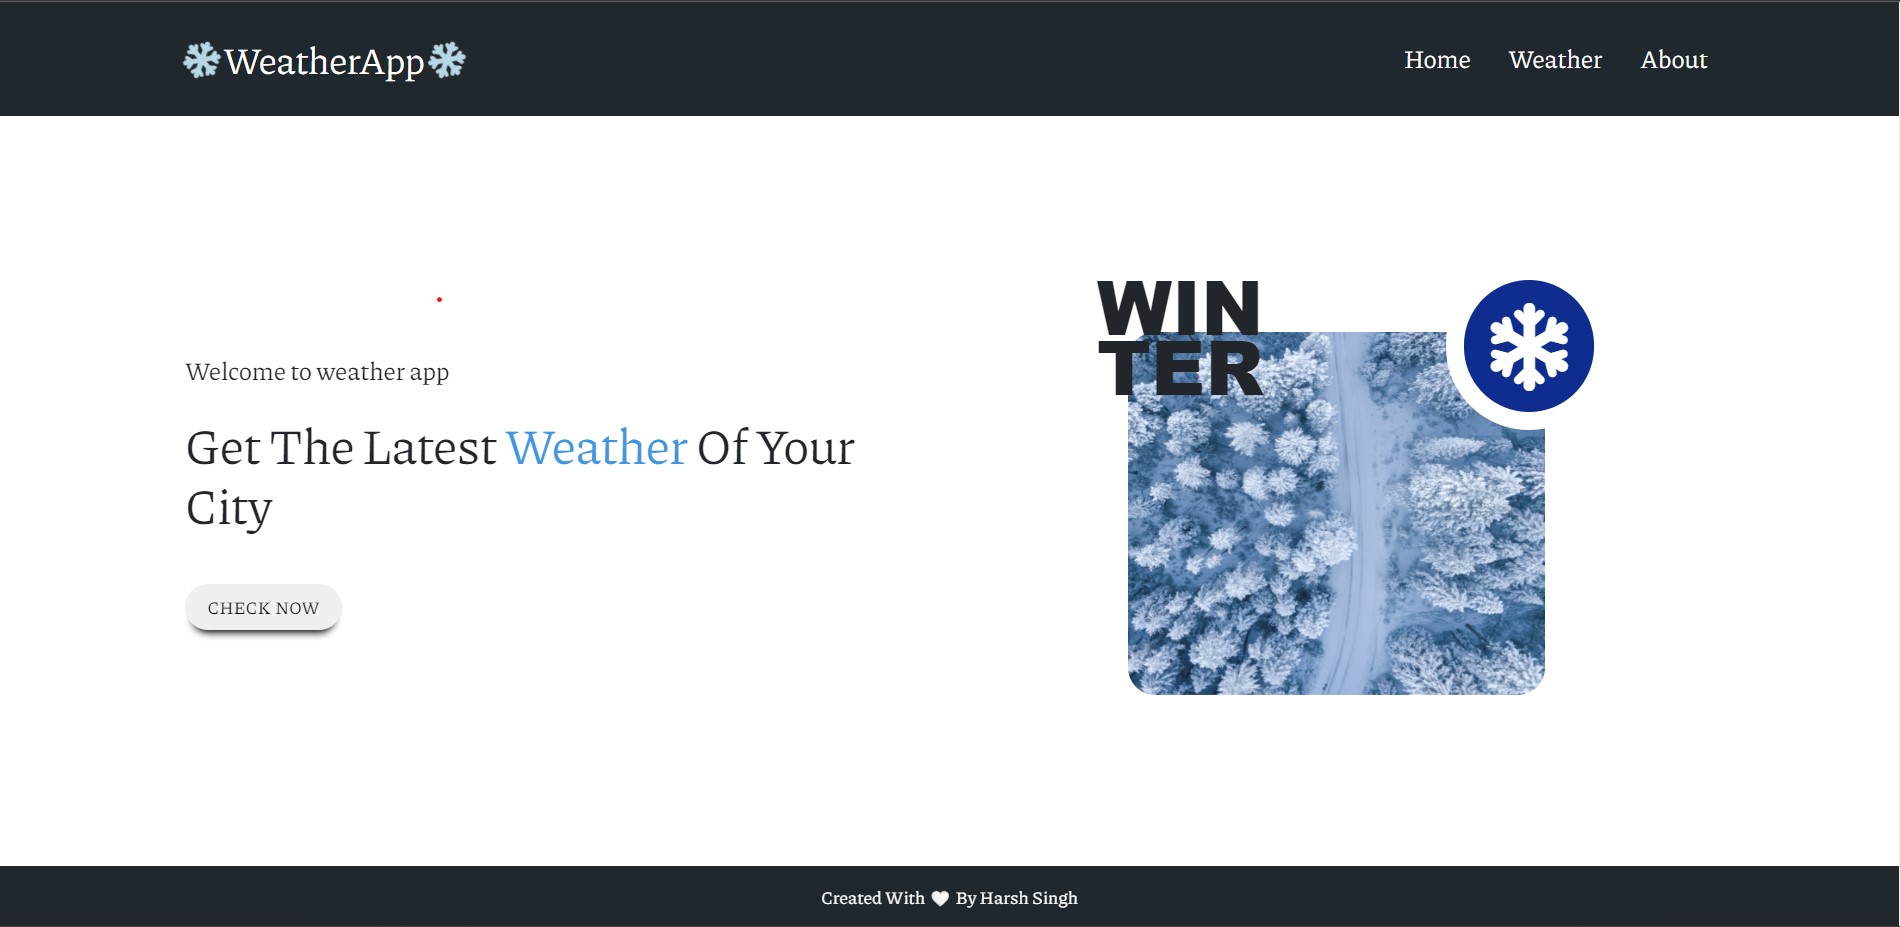 WeatherApp
Home Weather About
Welcome to weather app
Get The Latest Weather Of Your
City
CHECK NOW
WIN
TER
Created With 🤍 By Harsh Singh